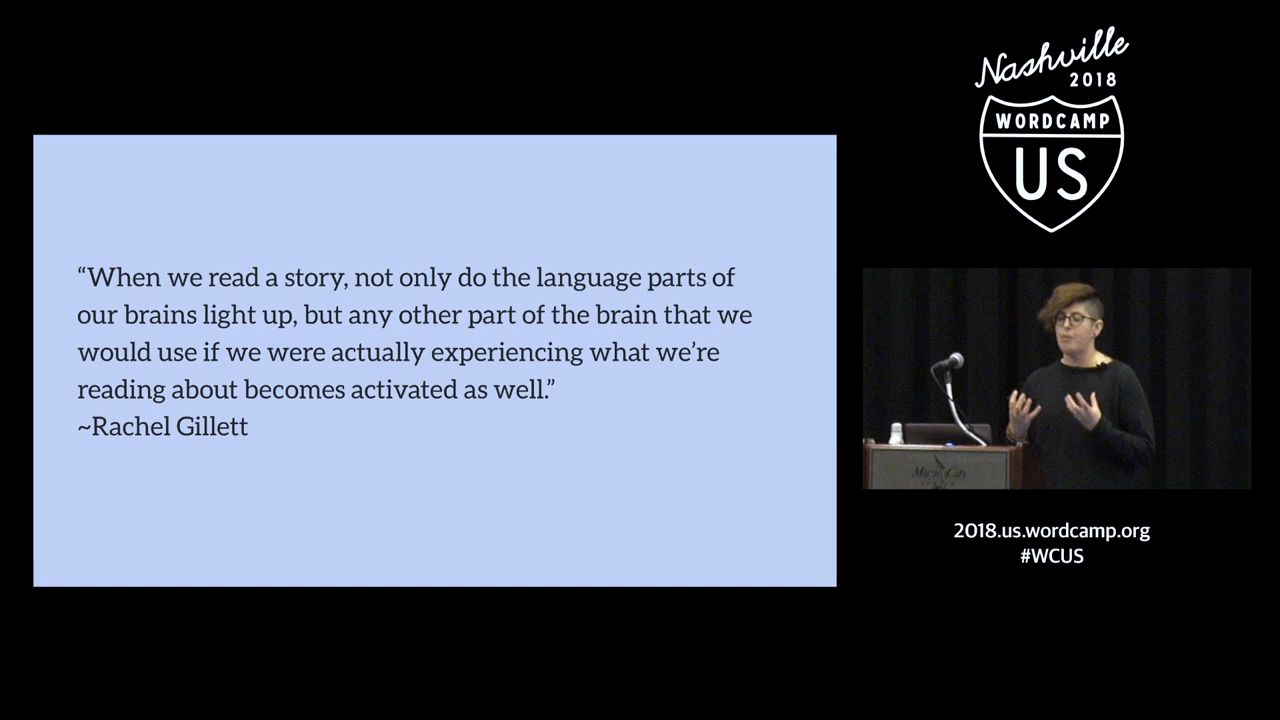 “When we read a story, not only do the language parts of
our brains light up, but any other part of the brain that we
would use if we were actually experiencing what we’re
reading about becomes activated as well.”
~Rachel Gillett
Nashville
2018
WORDCAMP
US
Music City
2018.us.wordcamp.org
#WCUS